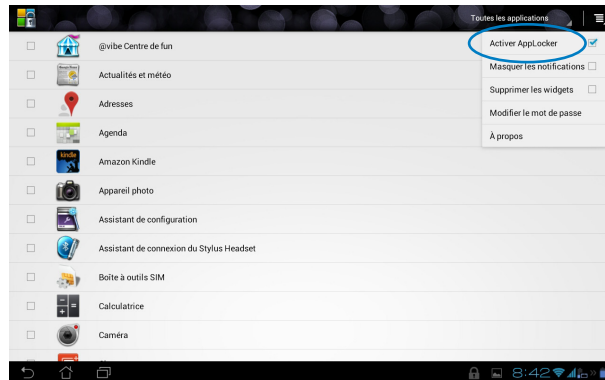 Toutes les applications
Activer AppLocker
Masquer les notifications
Supprimer les widgets
Modifier le mot de passe
À propos
@vibe Centre de fun
Actualités et météo
Adresses
Agenda
kindle
Amazon Kindle
Appareil photo
Assistant de configuration
Assistant de connexion du Stylus Headset
Boîte à outils SIM
Calculatrice
Caméra
8:42